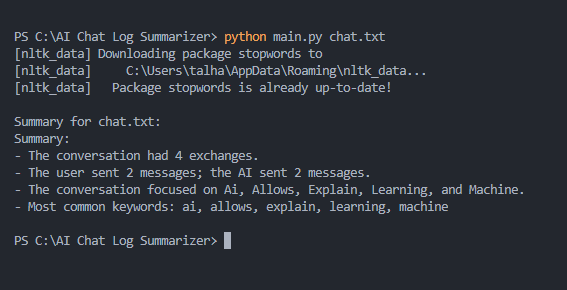 PS C:\AI Chat Log Summarizer> python main.py chat.txt
[nltk_data] Downloading package stopwords to
[nltk_data]     C:\Users\talha\AppData\Roaming\nltk_data...
[nltk_data]   Package stopwords is already up-to-date!
Summary for chat.txt:
Summary:
- The conversation had 4 exchanges.
- The user sent 2 messages; the AI sent 2 messages.
- The conversation focused on Ai, Allows, Explain, Learning, and Machine.
- Most common keywords: ai, allows, explain, learning, machine
PS C:\AI Chat Log Summarizer>